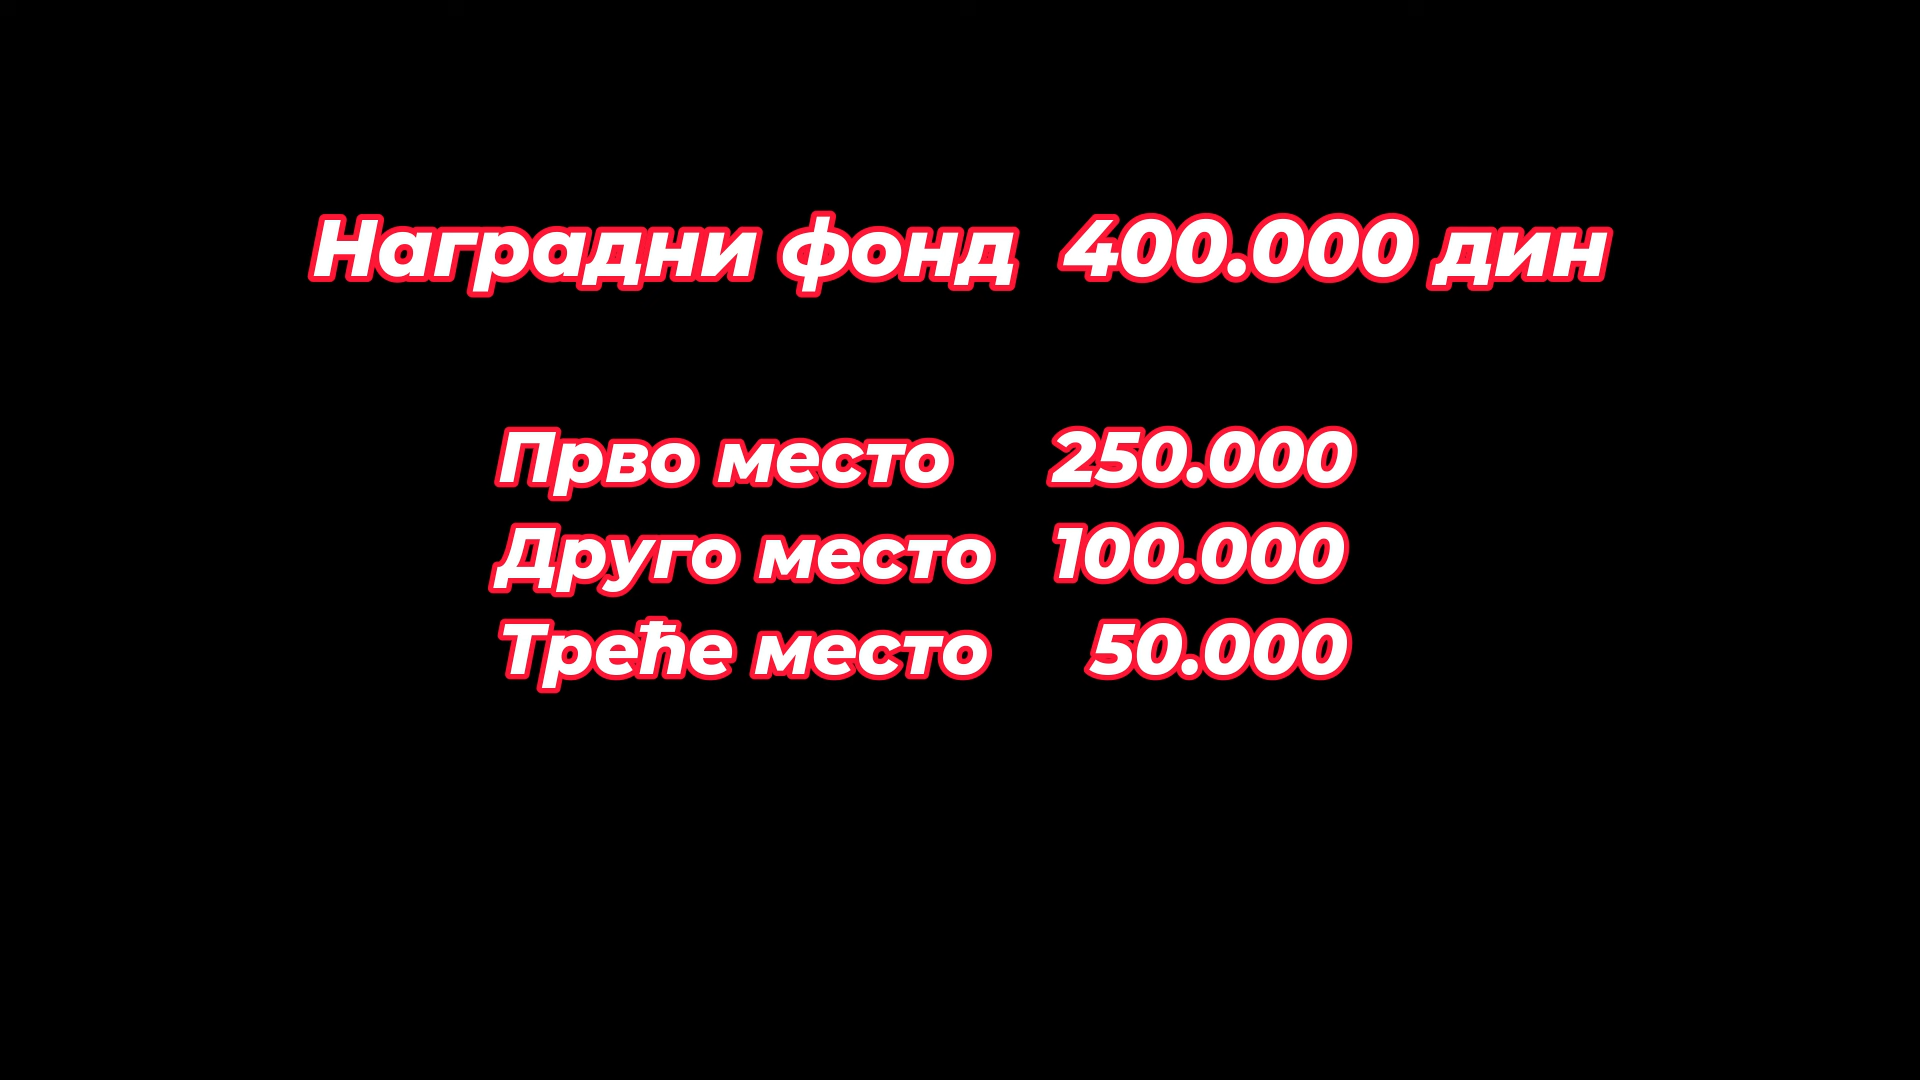 Наградни фонд 400.000 дин
Прво место 250.000
Друго место 100.000
Треће место 50.000